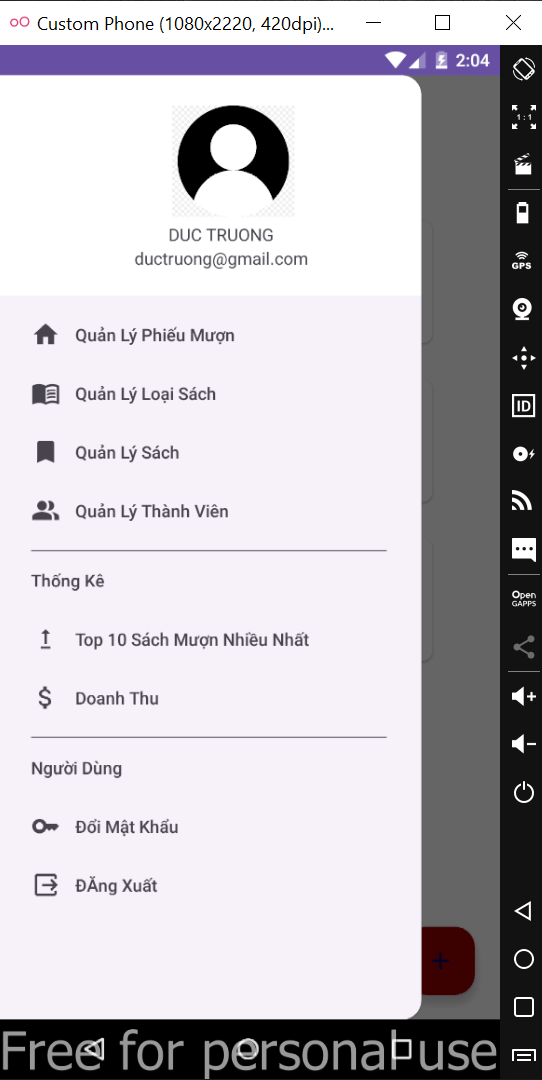 Custom Phone (1080x2220, 420dpi)...
2:04
1:1
DUC TRUONG
ductruong@gmail.com
GPS
Quản Lý Phiếu Mượn
Quản Lý Loại Sách
ID
Quản Lý Sách
Quản Lý Thành Viên
Thống Kê
Open
GAPPS
Top 10 Sách Mượn Nhiều Nhất
Doanh Thu
Người Dùng
Đổi Mật Khẩu
ĐĂng Xuất
Free for personal use